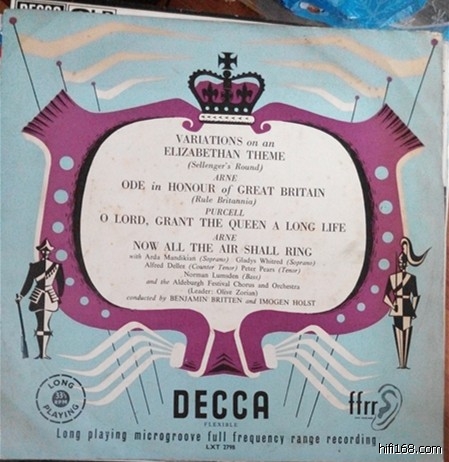 DECCA
VARIATIONS on an
ELIZABETHAN THEME
(Sellenger's Round)
ARNE
ODE in HONOUR of GREAT BRITAIN
(Rule Britannia)
PURCELL
O LORD, GRANT THE QUEEN A LONG LIFE
ARNE
NOW ALL THE AIR SHALL RING
with Arda Mandikian (Soprano) Gladys Whitred (Soprano)
Alfred Deller (Counter Tenor) Peter Pears (Tenor)
Norman Lumsden (Bass)
and the Aldeburgh Festival Chorus and Orchestra
(Leader: Olive Zorian)
conducted by BENJAMIN BRITTEN and IMOGEN HOLST
LONG
33⅓
R.P.M.
PLAYING
DECCA
FLEXIBLE
ffrr
Long playing microgroove full frequency range recording
LXT 2798
hifi168.com